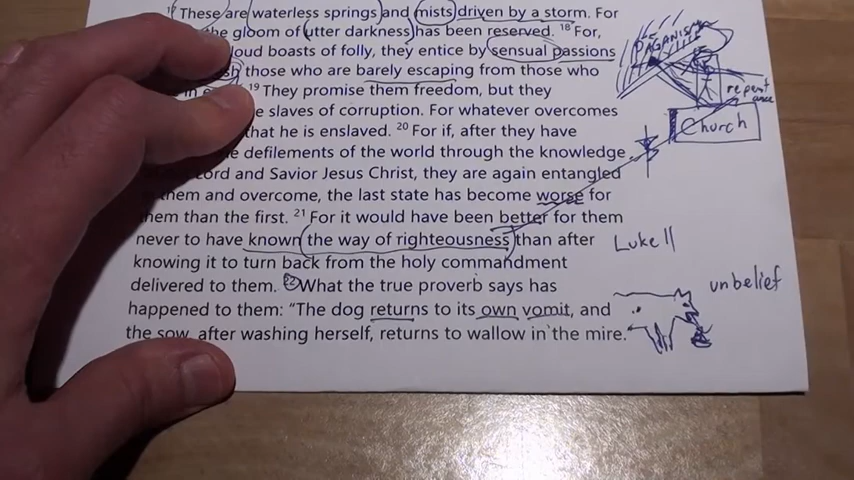 17 These are waterless springs and mists driven by a storm. For
the gloom of utter darkness has been reserved. 18 For,
loud boasts of folly, they entice by sensual passions
those who are barely escaping from those who
in 19 They promise them freedom, but they
slaves of corruption. For whatever overcomes
that he is enslaved. 20 For if, after they have
defilements of the world through the knowledge
and Savior Jesus Christ, they are again entangled
them and overcome, the last state has become worse for
them than the first. 21 For it would have been better for them
never to have known the way of righteousness than after
knowing it to turn back from the holy commandment
delivered to them. 22 What the true proverb says has
happened to them: “The dog returns to its own vomit, and
the sow, after washing herself, returns to wallow in the mire.
PAGANISM
repent
ance
Church
Luke 11
unbelief